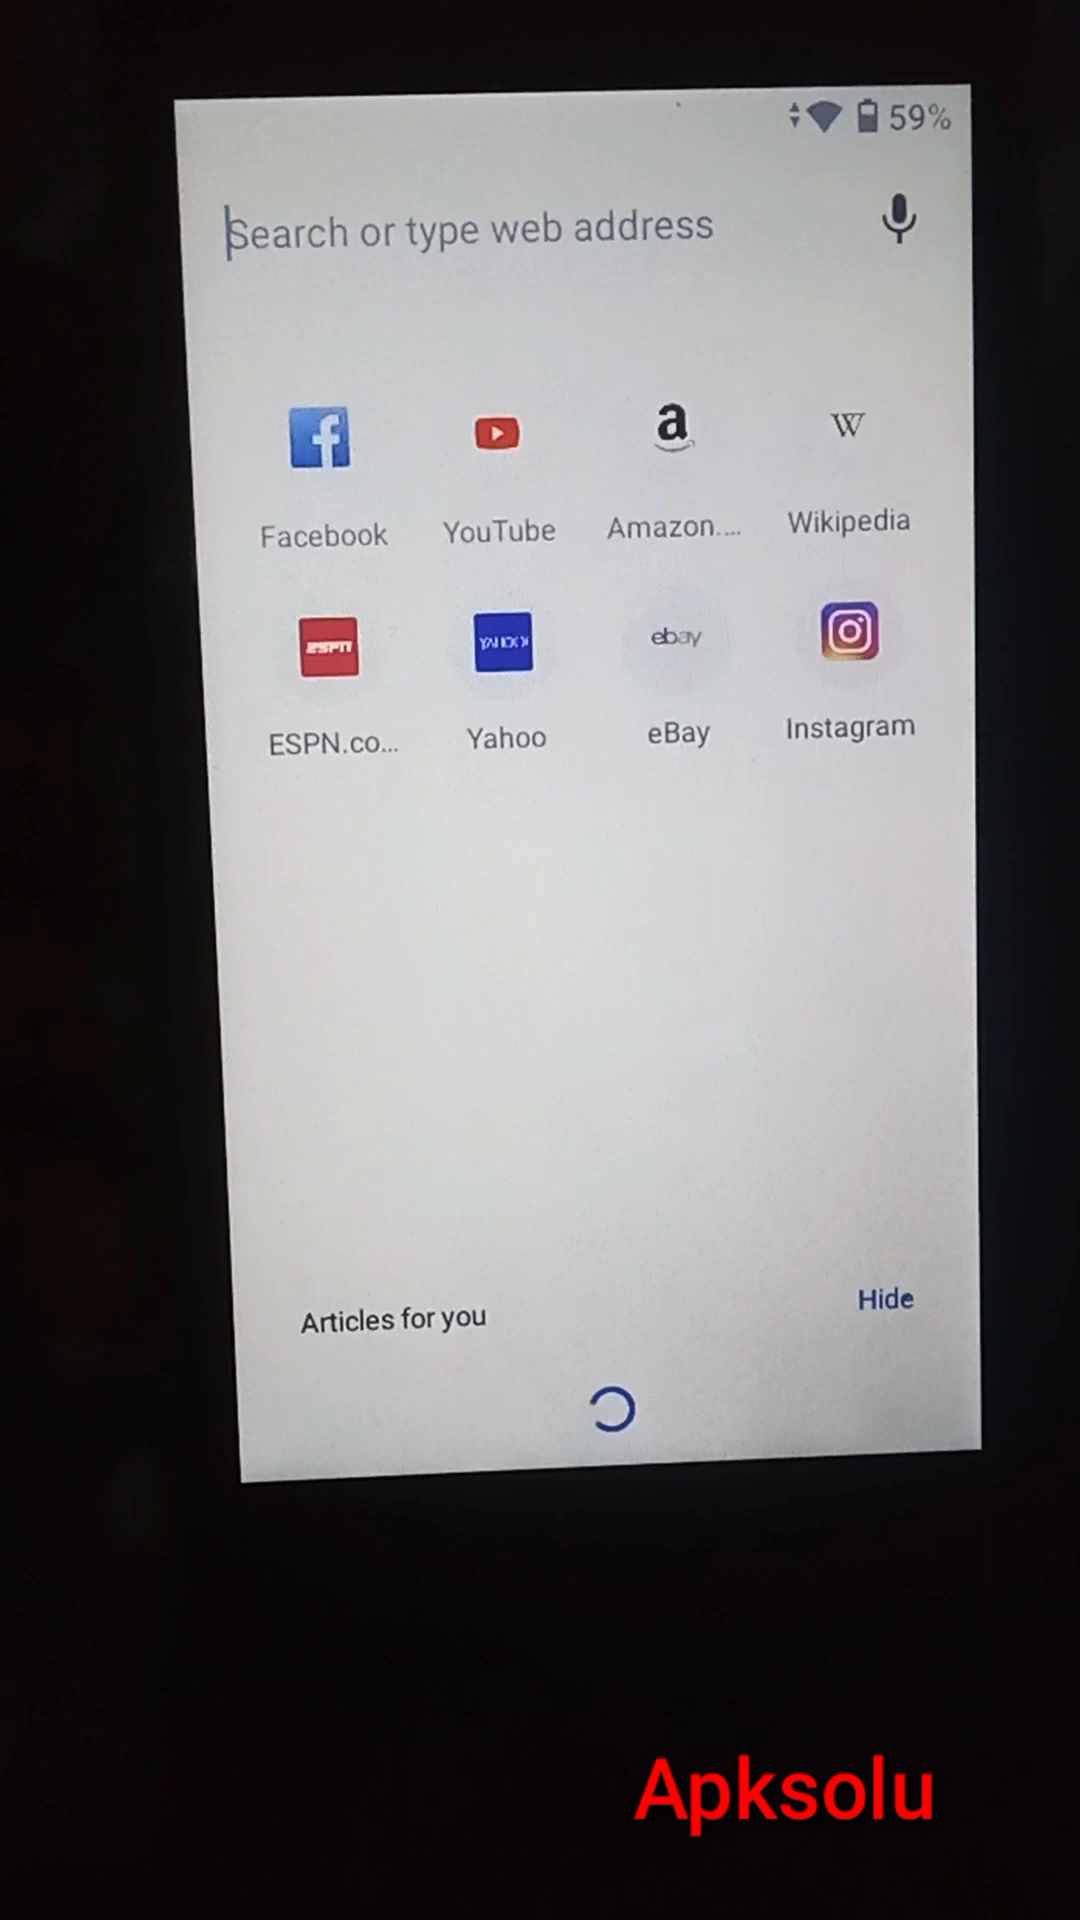 59%
Search or type web address
Facebook YouTube Amazon.... Wikipedia
ESPN
YAHOO!
ebay
ESPN.co... Yahoo eBay Instagram
Articles for you Hide
Apksolu